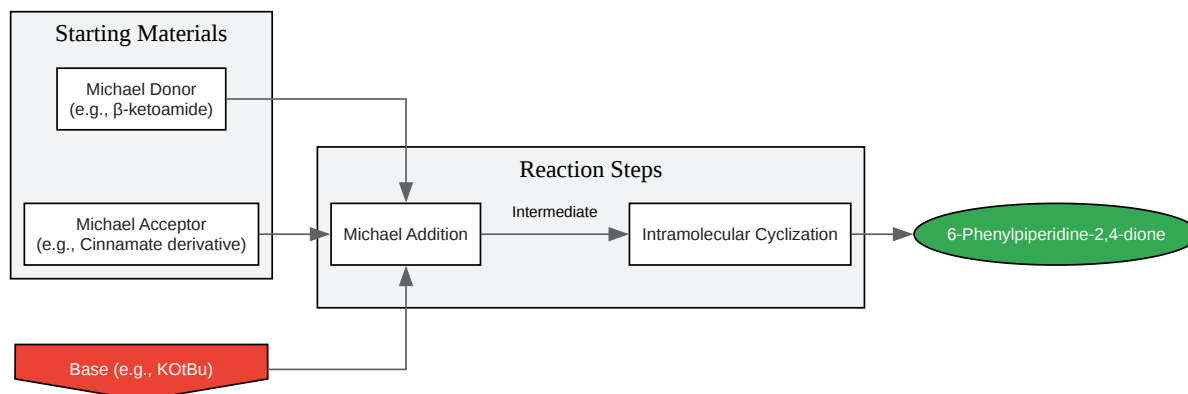 Starting Materials
Michael Donor
(e.g., β-ketoamide)
Michael Acceptor
(e.g., Cinnamate derivative)
Base (e.g., KOtBu)
Reaction Steps
Michael Addition
Intermediate
Intramolecular Cyclization
6-Phenylpiperidine-2,4-dione